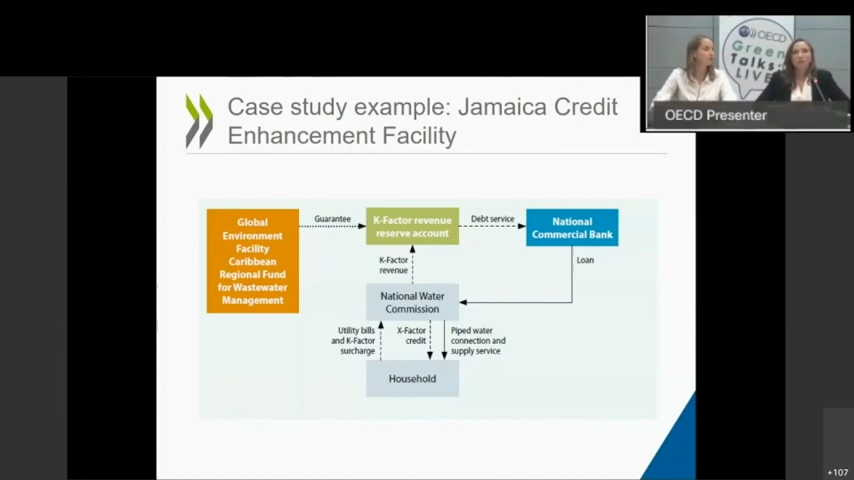 OECD
Green
Talks
LIVE
OECD Presenter
Case study example: Jamaica Credit
Enhancement Facility
Global
Environment
Facility
Caribbean
Regional Fund
for Wastewater
Management
Guarantee
K-Factor revenue
reserve account
Debt service
National
Commercial Bank
K-Factor
revenue
Loan
National Water
Commission
Utility bills
and K-Factor
surcharge
X-Factor
credit
Piped water
connection and
supply service
Household
+107